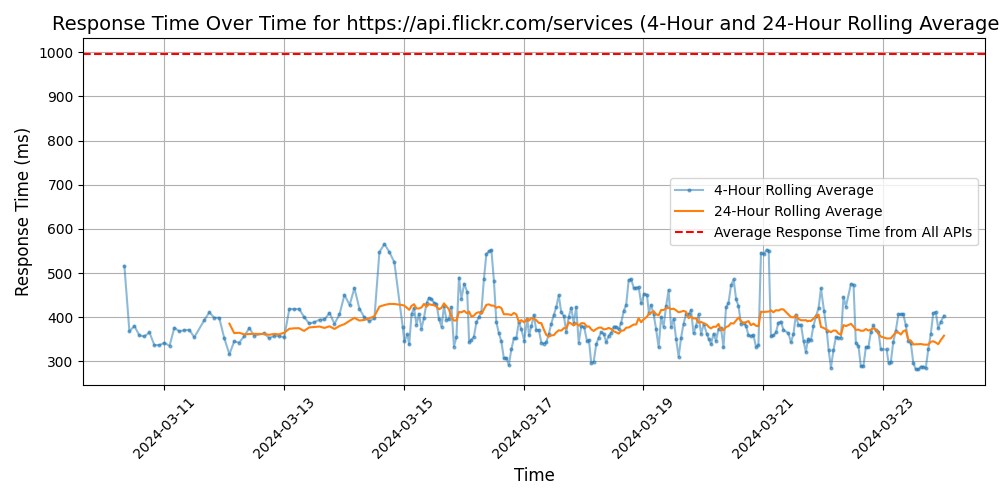 Response Time Over Time for https://api.flickr.com/services (4-Hour and 24-Hour Rolling Average
Response Time (ms)
1000
900
800
700
600
500
400
300
4-Hour Rolling Average
24-Hour Rolling Average
Average Response Time from All APIs
2024-03-11
2024-03-13
2024-03-15
2024-03-17
2024-03-19
2024-03-21
2024-03-23
Time